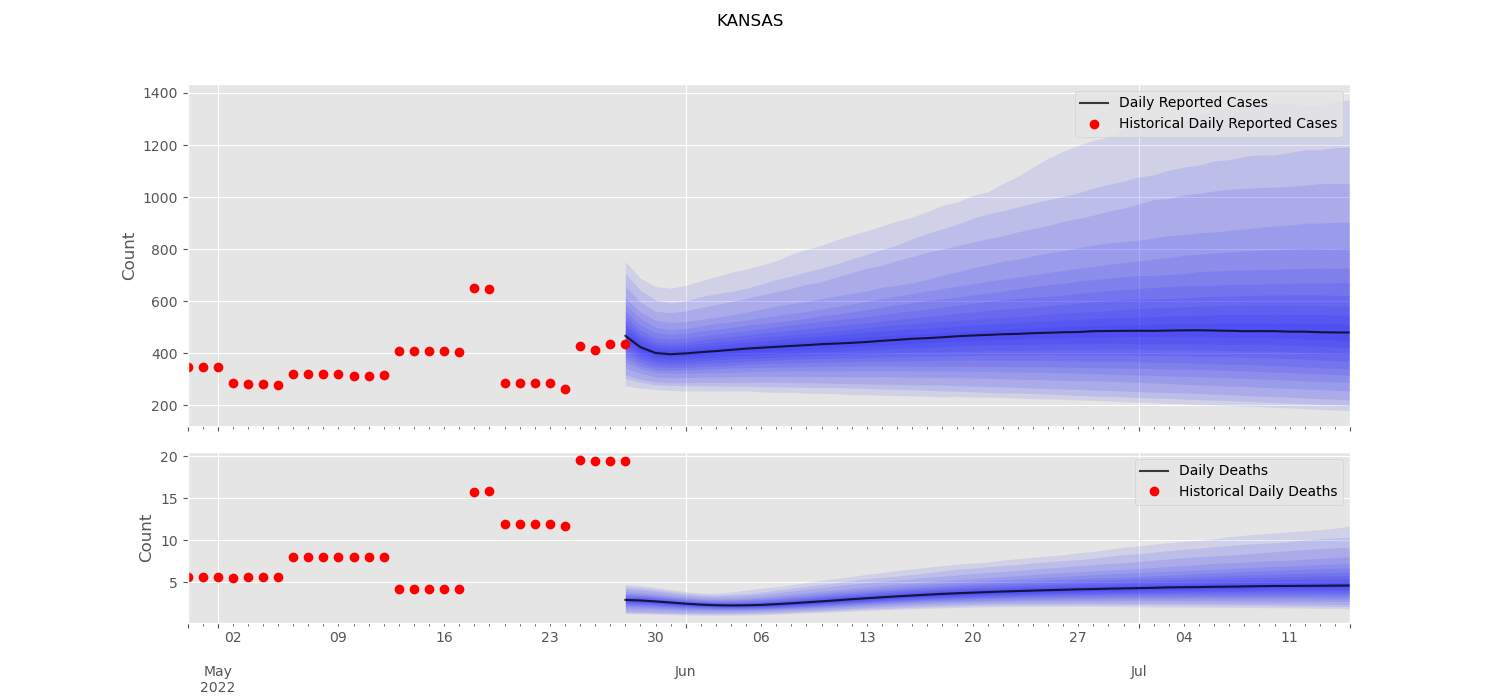 KANSAS
Daily Reported Cases
Historical Daily Reported Cases
Count
1400
1200
1000
800
600
400
200
Daily Deaths
Historical Daily Deaths
Count
20
15
10
5
02 09 16 23 30 06 13 20 27 04 11
May Jun Jul
2022